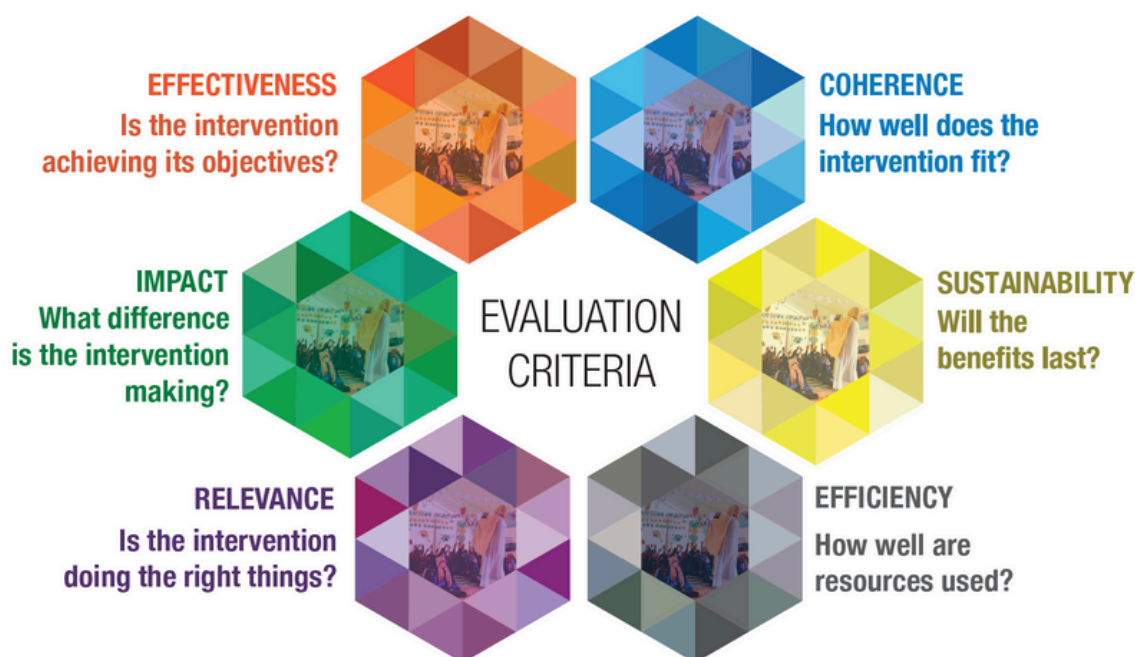 EFFECTIVENESS
Is the intervention
achieving its objectives?
COHERENCE
How well does the
intervention fit?
IMPACT
What difference
is the intervention
making?
EVALUATION
CRITERIA
SUSTAINABILITY
Will the
benefits last?
RELEVANCE
Is the intervention
doing the right things?
EFFICIENCY
How well are
resources used?